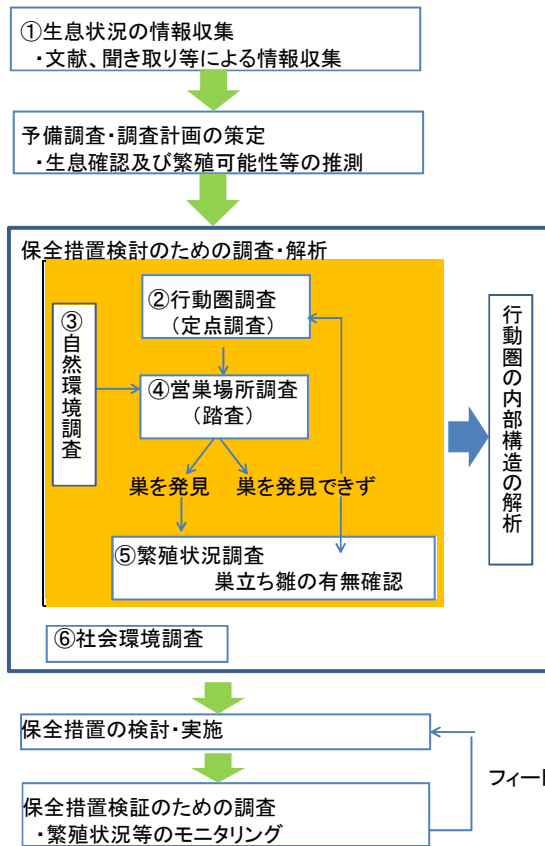 ①生息状況の情報収集
・文献、聞き取り等による情報収集
予備調査・調査計画の策定
・生息確認及び繁殖可能性等の推測
保全措置検討のための調査・解析
②行動圏調査
（定点調査）
③自然環境調査
④営巣場所調査
（踏査）
巣を発見
巣を発見できず
⑤繁殖状況調査
巣立ち雛の有無確認
⑥社会環境調査
行動圏の内部構造の解析
保全措置の検討・実施
フィー
保全措置検証のための調査
・繁殖状況等のモニタリング